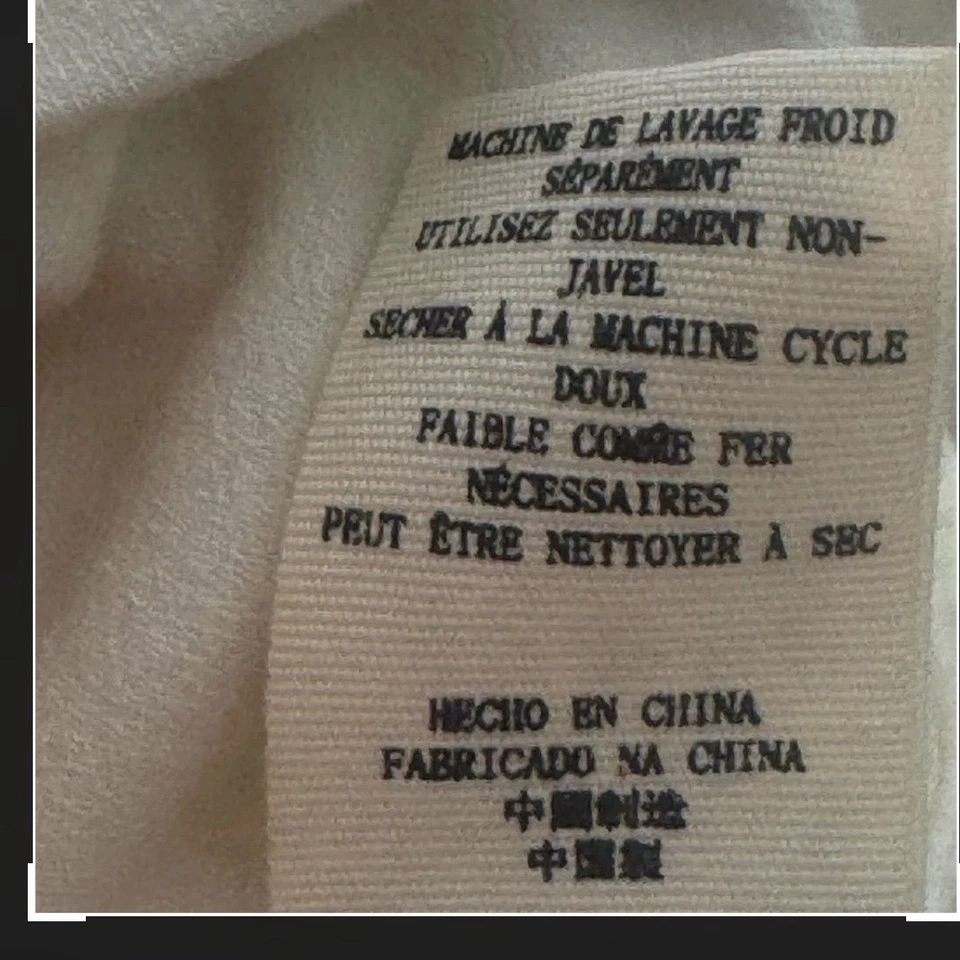 MACHINE DE LAVAGE FROID
SÉPARÉMENT
UTILISEZ SEULEMENT NON-
JAVEL
SECHER À LA MACHINE CYCLE
DOUX
FAIBLE COMME FER
NÉCESSAIRES
PEUT ÊTRE NETTOYER À SEC
HECHO EN CHINA
FABRICADO NA CHINA
中國制造
中國製